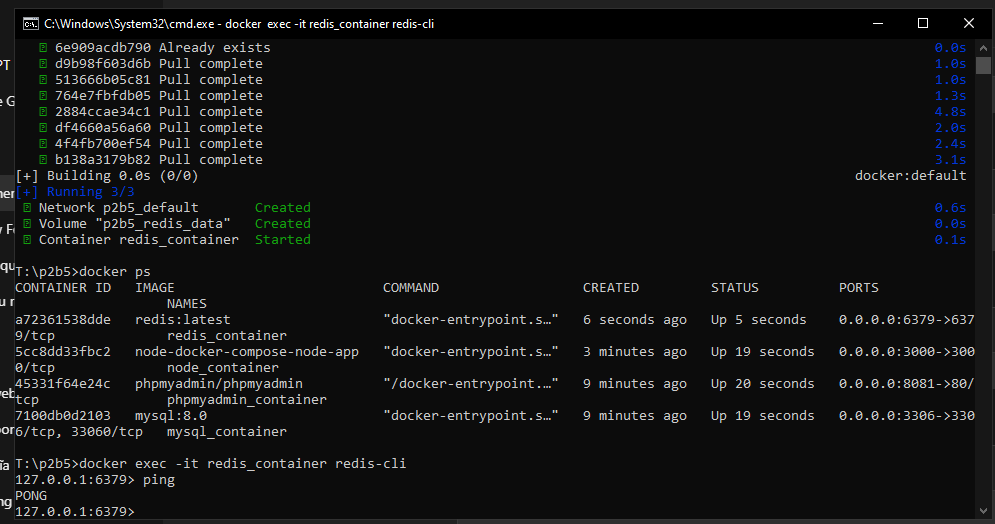 C:\Windows\System32\cmd.exe - docker exec -it redis_container redis-cli
6e909acdb790 Already exists 0.0s
PT
d9b98f603d6b Pull complete 1.0s
513666b05c81 Pull complete 1.0s
e G
764e7fbfdb05 Pull complete 1.3s
2884ccae34c1 Pull complete 4.8s
df4660a56a60 Pull complete 2.0s
4f4fb700ef54 Pull complete 2.4s
b138a3179b82 Pull complete 3.1s
[+] Building 0.0s (0/0) docker:default
ner
[+] Running 3/3
Network p2b5_default Created 0.6s
Volume "p2b5_redis_data" Created 0.0s
y F
Container redis_container Started 0.1s
qu
T:\p2b5>docker ps
CONTAINER ID IMAGE COMMAND CREATED STATUS PORTS
u r
NAMES
a72361538dde redis:latest "docker-entrypoint.s…" 6 seconds ago Up 5 seconds 0.0.0.0:6379->637
9/tcp redis_container
5cc8dd33fbc2 node-docker-compose-node-app "docker-entrypoint.s…" 3 minutes ago Up 19 seconds 0.0.0.0:3000->300
0/tcp node_container
45331f64e24c phpmyadmin/phpmyadmin "/docker-entrypoint.…" 9 minutes ago Up 20 seconds 0.0.0.0:8081->80/
web
tcp phpmyadmin_container
7100db0d2103 mysql:8.0 "docker-entrypoint.s…" 9 minutes ago Up 19 seconds 0.0.0.0:3306->330
por
6/tcp, 33060/tcp mysql_container
T:\p2b5>docker exec -it redis_container redis-cli
ía
127.0.0.1:6379> ping
PONG
ng
127.0.0.1:6379>